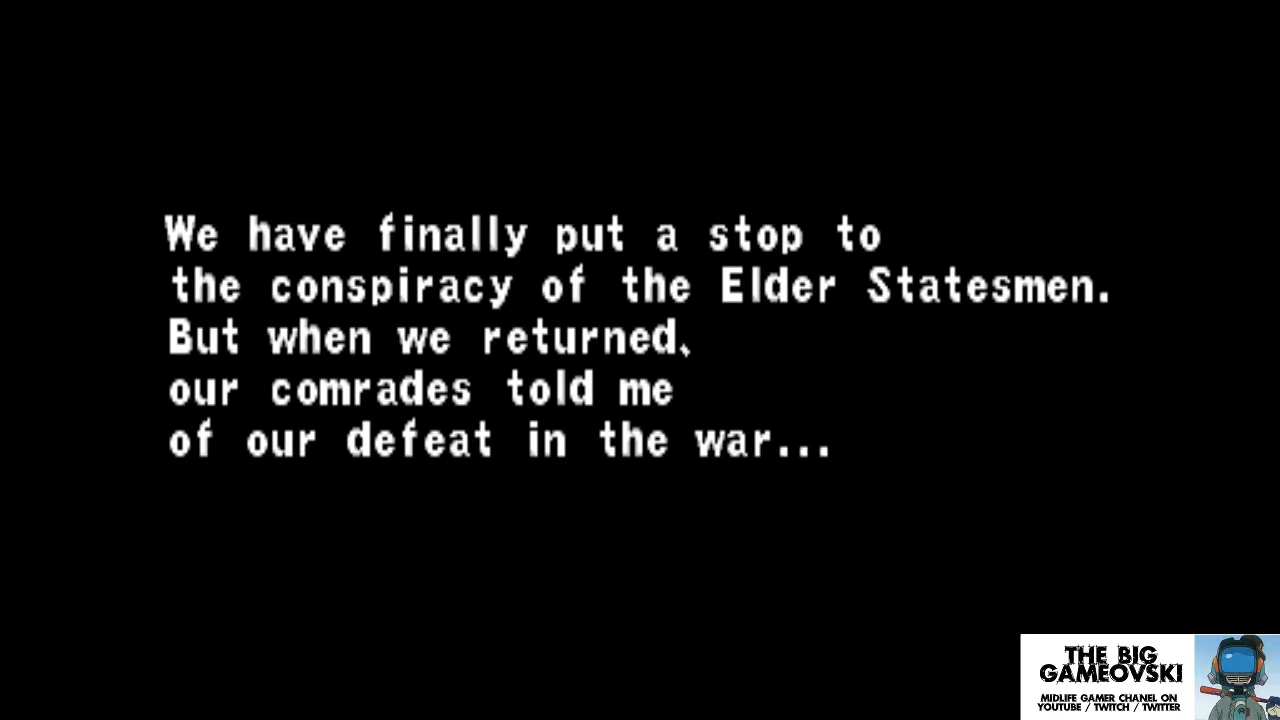 We have finally put a stop to
the conspiracy of the Elder Statesmen.
But when we returned,
our comrades told me
of our defeat in the war...
THE BIG
GAMEOVSKI
MIDLIFE GAMER CHANEL ON
YOUTUBE / TWITCH / TWITTER